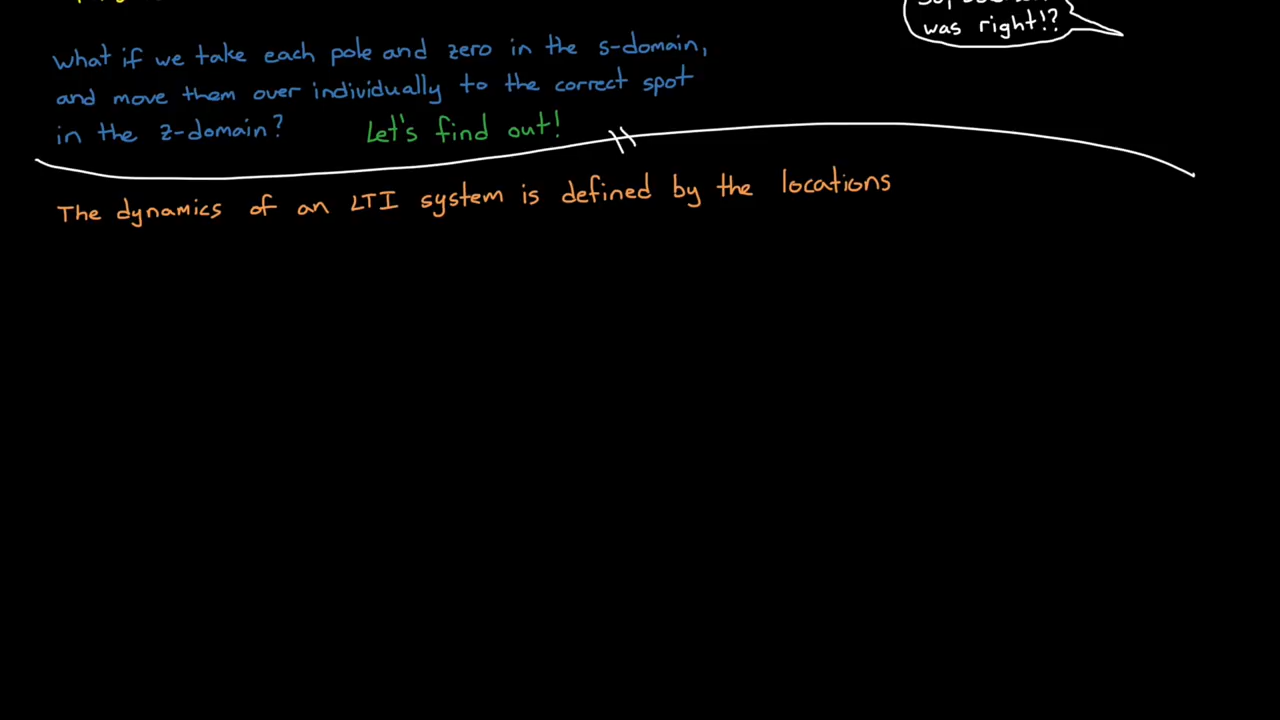 was right!?
what if we take each pole and zero in the s-domain,
and move them over individually to the correct spot
in the z-domain? Let's find out!
The dynamics of an LTI system is defined by the locations